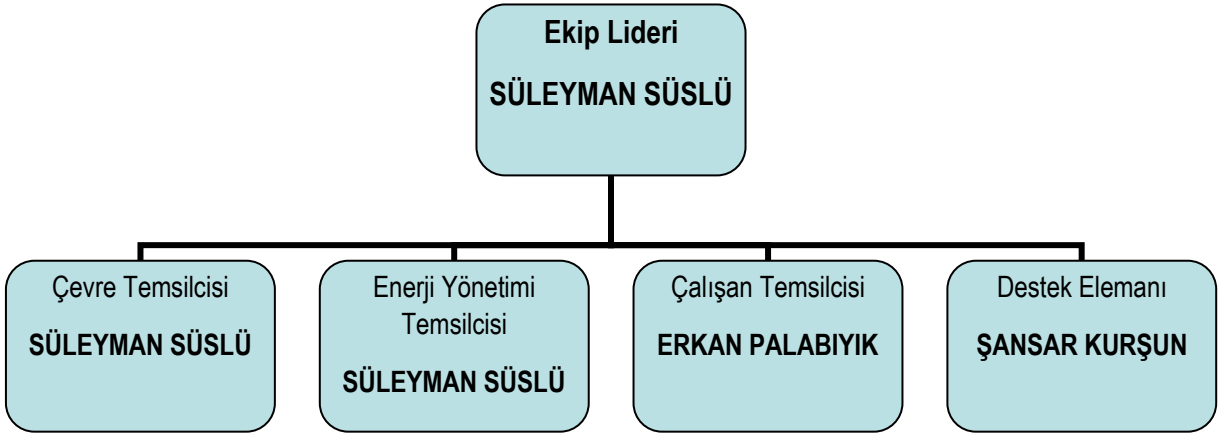 Ekip Lideri
SÜLEYMAN SÜSLÜ
Çevre Temsilcisi
SÜLEYMAN SÜSLÜ
Enerji Yönetimi
Temsilcisi
SÜLEYMAN SÜSLÜ
Çalışan Temsilcisi
ERKAN PALABIYIK
Destek Elemanı
ŞANSAR KURŞUN